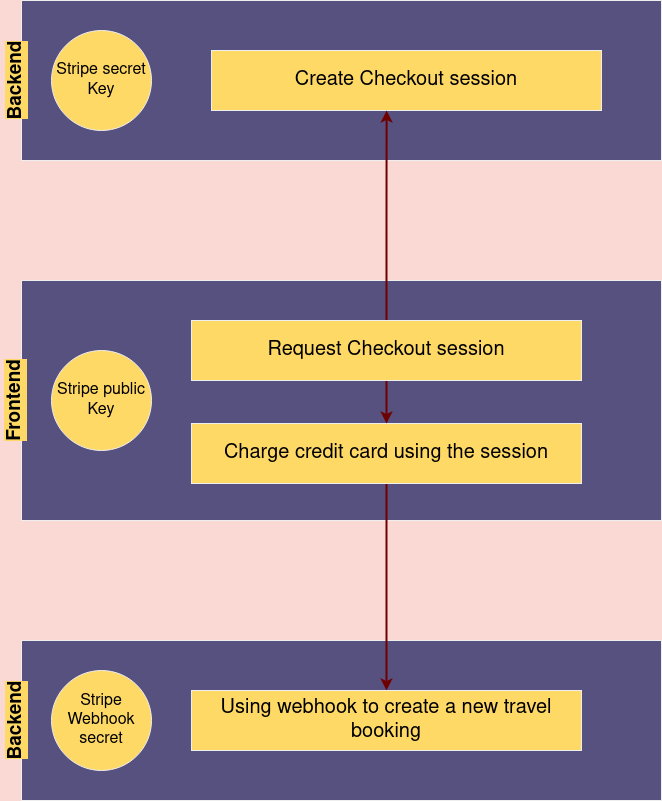 Backend
Stripe secret
Key
Create Checkout session
Frontend
Stripe public
Key
Request Checkout session
Charge credit card using the session
Backend
Stripe
Webhook
secret
Using webhook to create a new travel
booking